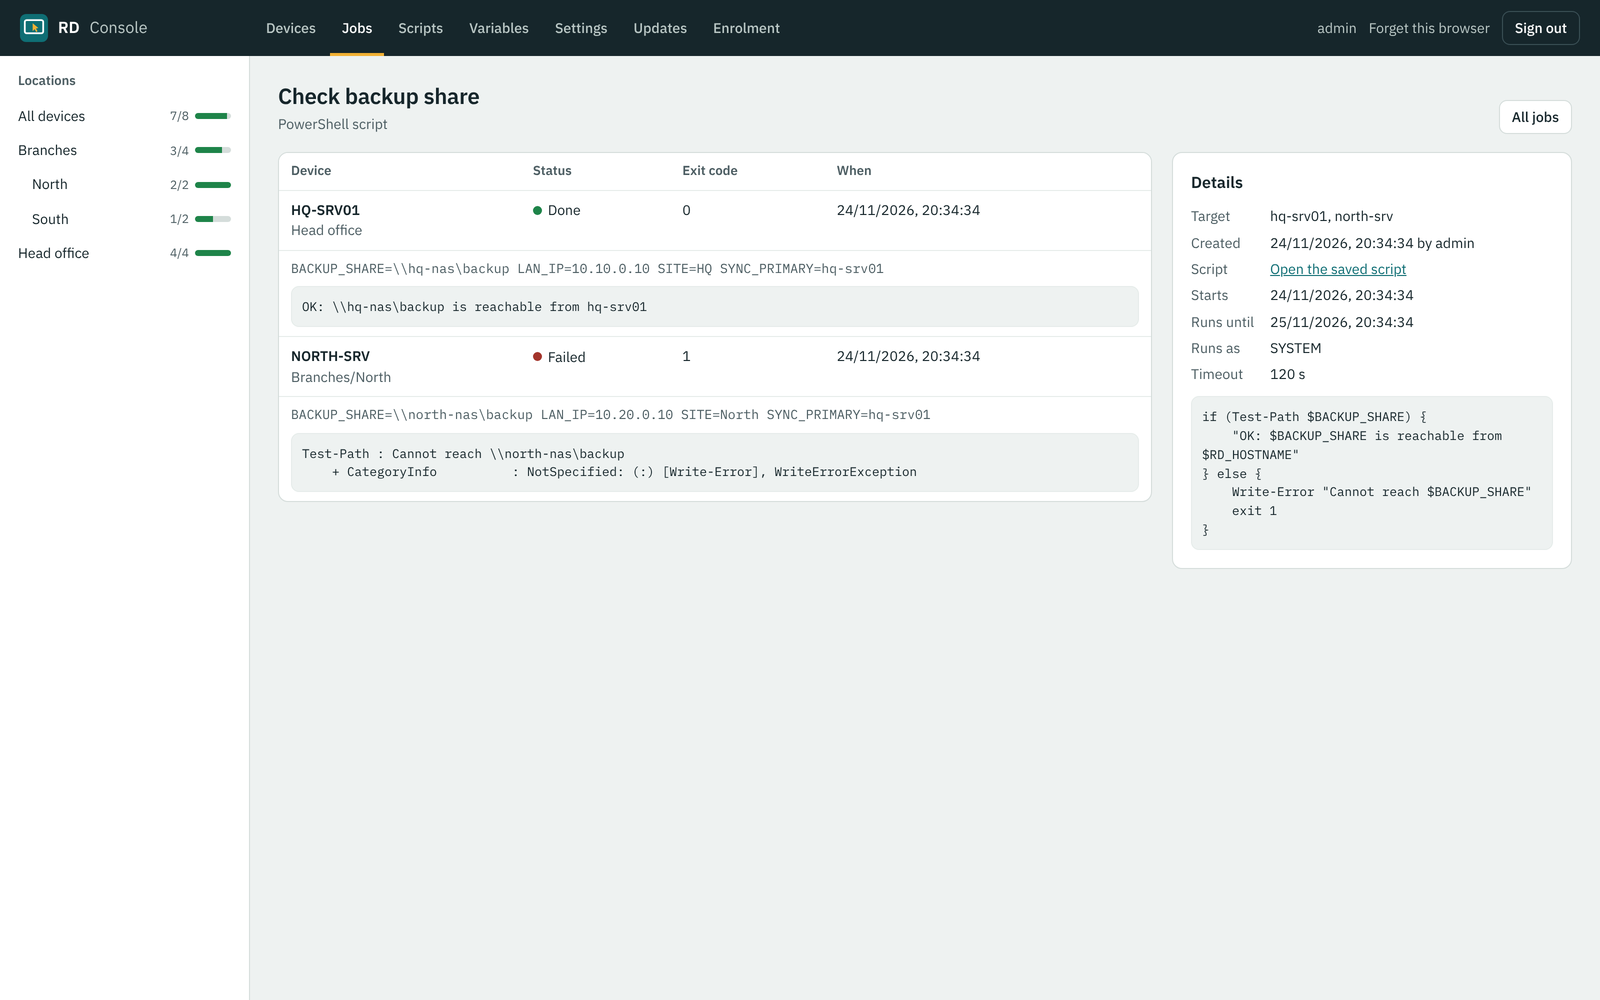 RD Console
Devices Jobs Scripts Variables Settings Updates Enrolment
admin Forget this browser Sign out
Locations
All devices 7/8
Branches 3/4
North 2/2
South 1/2
Head office 4/4
Check backup share
PowerShell script
All jobs
Device Status Exit code When
HQ-SRV01 Done 0 24/11/2026, 20:34:34
Head office
BACKUP_SHARE=\\hq-nas\backup LAN_IP=10.10.0.10 SITE=HQ SYNC_PRIMARY=hq-srv01
OK: \\hq-nas\backup is reachable from hq-srv01
NORTH-SRV Failed 1 24/11/2026, 20:34:34
Branches/North
BACKUP_SHARE=\\north-nas\backup LAN_IP=10.20.0.10 SITE=North SYNC_PRIMARY=hq-srv01
Test-Path : Cannot reach \\north-nas\backup
    + CategoryInfo          : NotSpecified: (:) [Write-Error], WriteErrorException
Details
Target hq-srv01, north-srv
Created 24/11/2026, 20:34:34 by admin
Script Open the saved script
Starts 24/11/2026, 20:34:34
Runs until 25/11/2026, 20:34:34
Runs as SYSTEM
Timeout 120 s
if (Test-Path $BACKUP_SHARE) {
    "OK: $BACKUP_SHARE is reachable from
$RD_HOSTNAME"
} else {
    Write-Error "Cannot reach $BACKUP_SHARE"
    exit 1
}